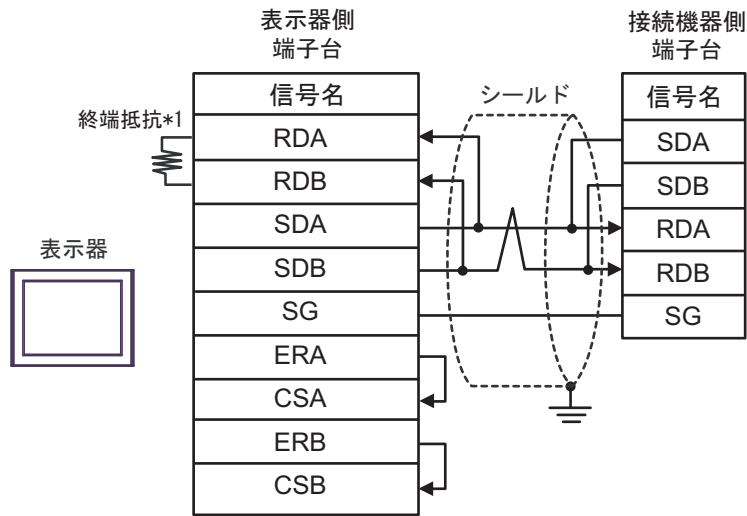 表示器側
端子台
接続機器側
端子台
信号名
シールド
信号名
終端抵抗*1
RDA
SDA
RDB
SDB
SDA
RDA
表示器
SDB
RDB
SG
SG
ERA
CSA
ERB
CSB